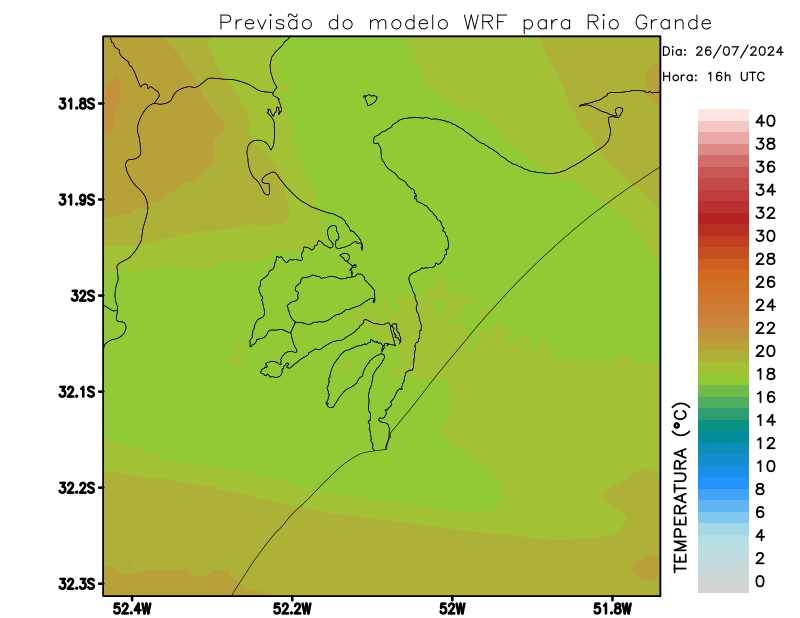 Previsão do modelo WRF para Rio Grande
Dia: 26/07/2024
Hora: 16h UTC
31.8S
31.9S
32S
32.1S
32.2S
32.3S
52.4W 52.2W 52W 51.8W
TEMPERATURA (°C)
40
38
36
34
32
30
28
26
24
22
20
18
16
14
12
10
8
6
4
2
0